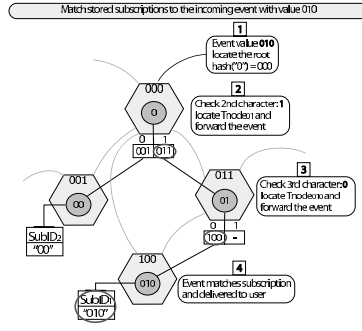 Match stored subscriptions to the incoming event with value 010
1
Event value 010
locate the root
hash("0") = 000
000
0
2
Check 2nd character: 1
locate Tnode01 and
forward the event
0 1
001 011
3
Check 3rd character: 0
locate Tnode010 and
forward the event
001
00
011
01
0 1
100 -
SubID2
"00"
100
010
4
Event matches subscription
and delivered to user
SubID1
"010"